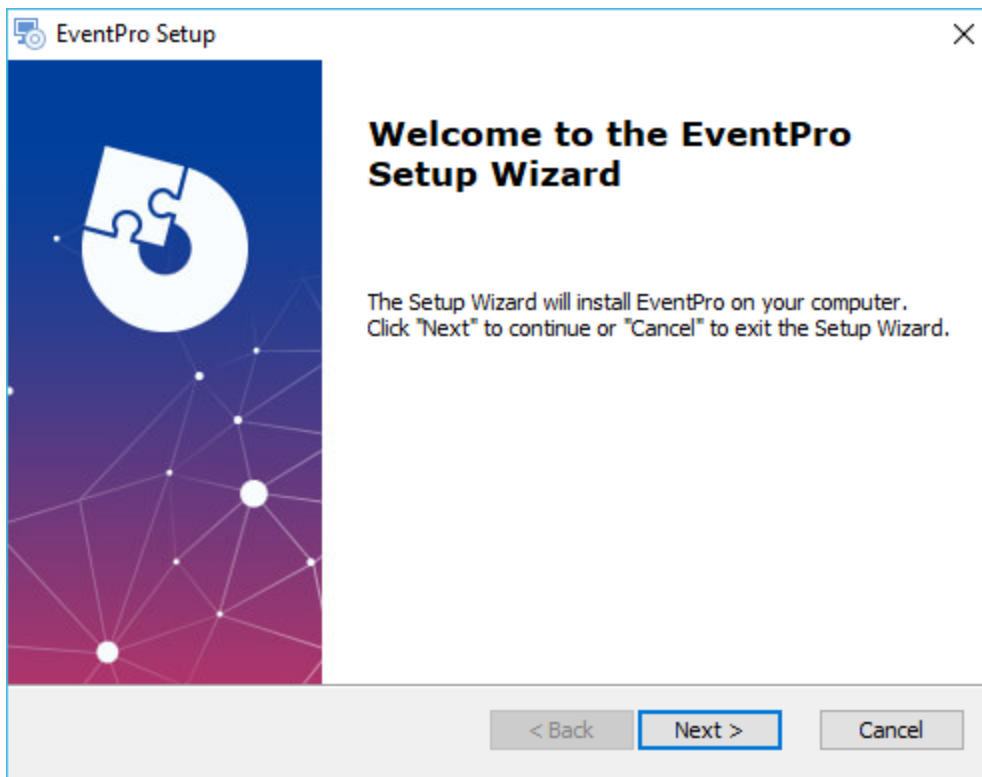 EventPro Setup
Welcome to the EventPro
Setup Wizard
The Setup Wizard will install EventPro on your computer.
Click "Next" to continue or "Cancel" to exit the Setup Wizard.
< Back
Next >
Cancel